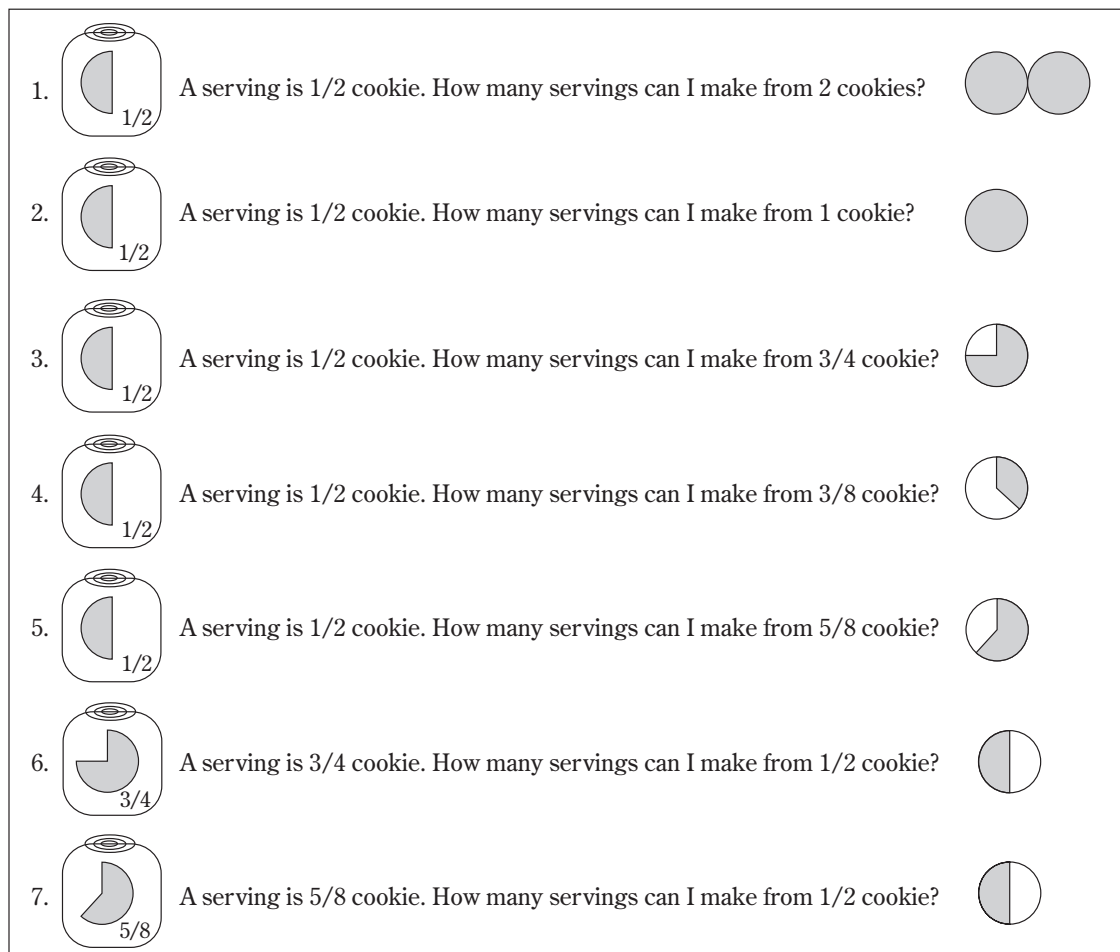 1. 1/2 A serving is 1/2 cookie. How many servings can I make from 2 cookies?
2. 1/2 A serving is 1/2 cookie. How many servings can I make from 1 cookie?
3. 1/2 A serving is 1/2 cookie. How many servings can I make from 3/4 cookie?
4. 1/2 A serving is 1/2 cookie. How many servings can I make from 3/8 cookie?
5. 1/2 A serving is 1/2 cookie. How many servings can I make from 5/8 cookie?
6. 3/4 A serving is 3/4 cookie. How many servings can I make from 1/2 cookie?
7. 5/8 A serving is 5/8 cookie. How many servings can I make from 1/2 cookie?